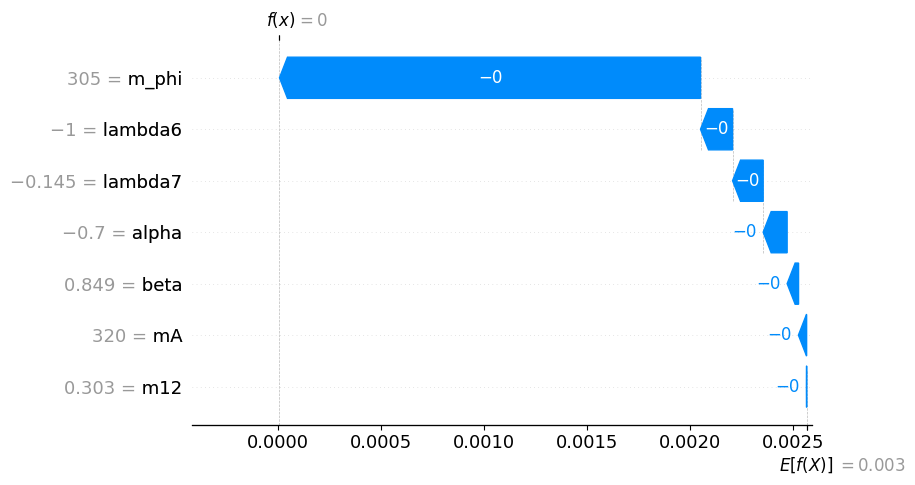 f(x) = 0
305 = m_phi
−0
−1 = lambda6
−0
−0.145 = lambda7
−0
−0.7 = alpha
−0
0.849 = beta
−0
320 = mA
−0
0.303 = m12
−0
0.0000 0.0005 0.0010 0.0015 0.0020 0.0025
E[f(X)] = 0.003